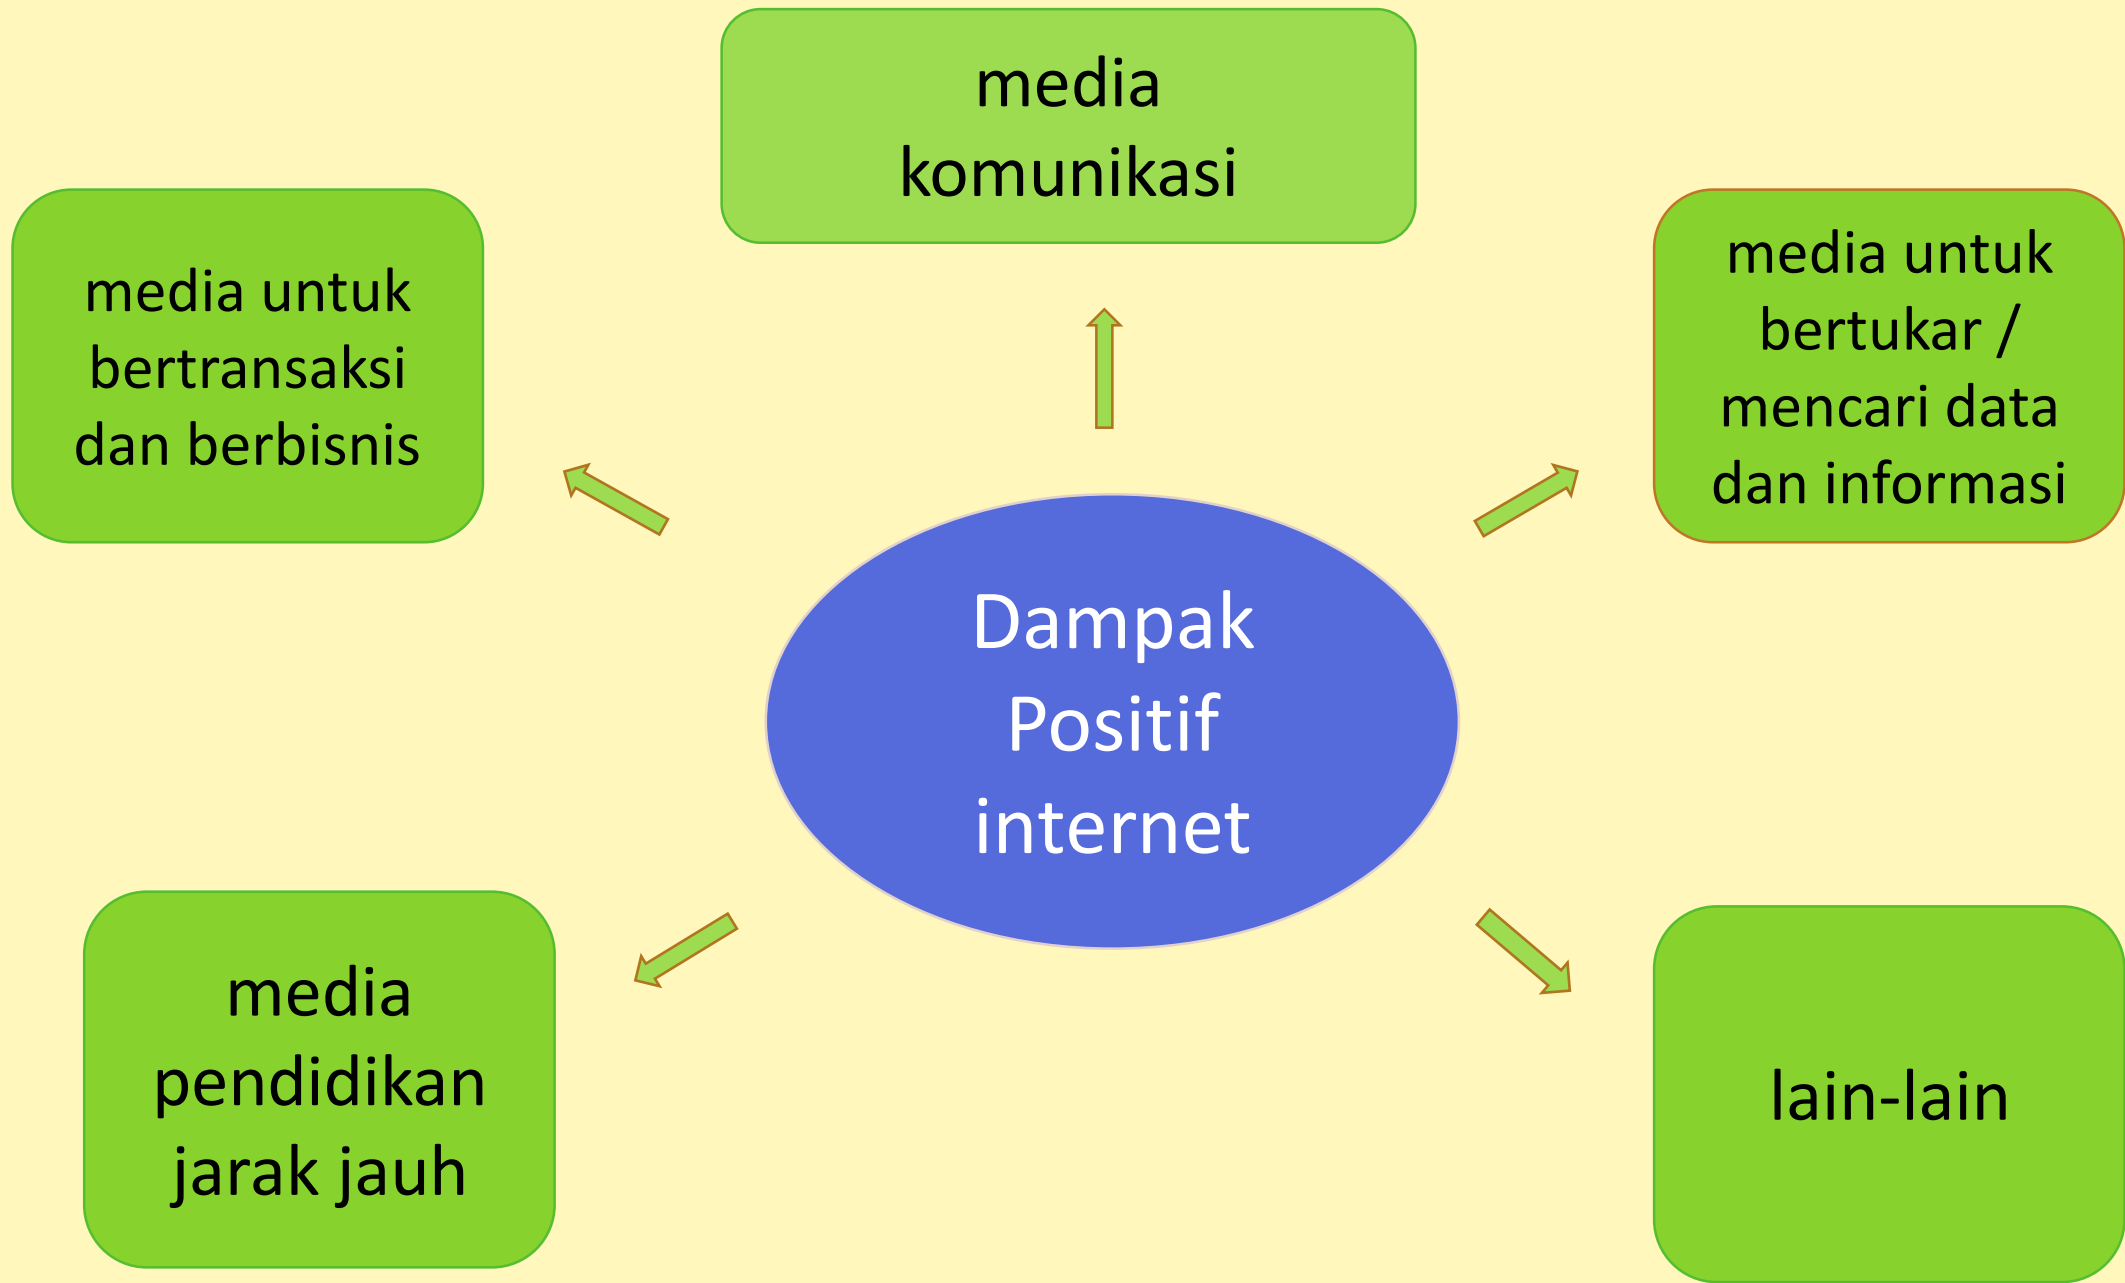 media
komunikasi
media untuk
bertransaksi
dan berbisnis
media untuk
bertukar /
mencari data
dan informasi
Dampak
Positif
internet
media
pendidikan
jarak jauh
lain-lain